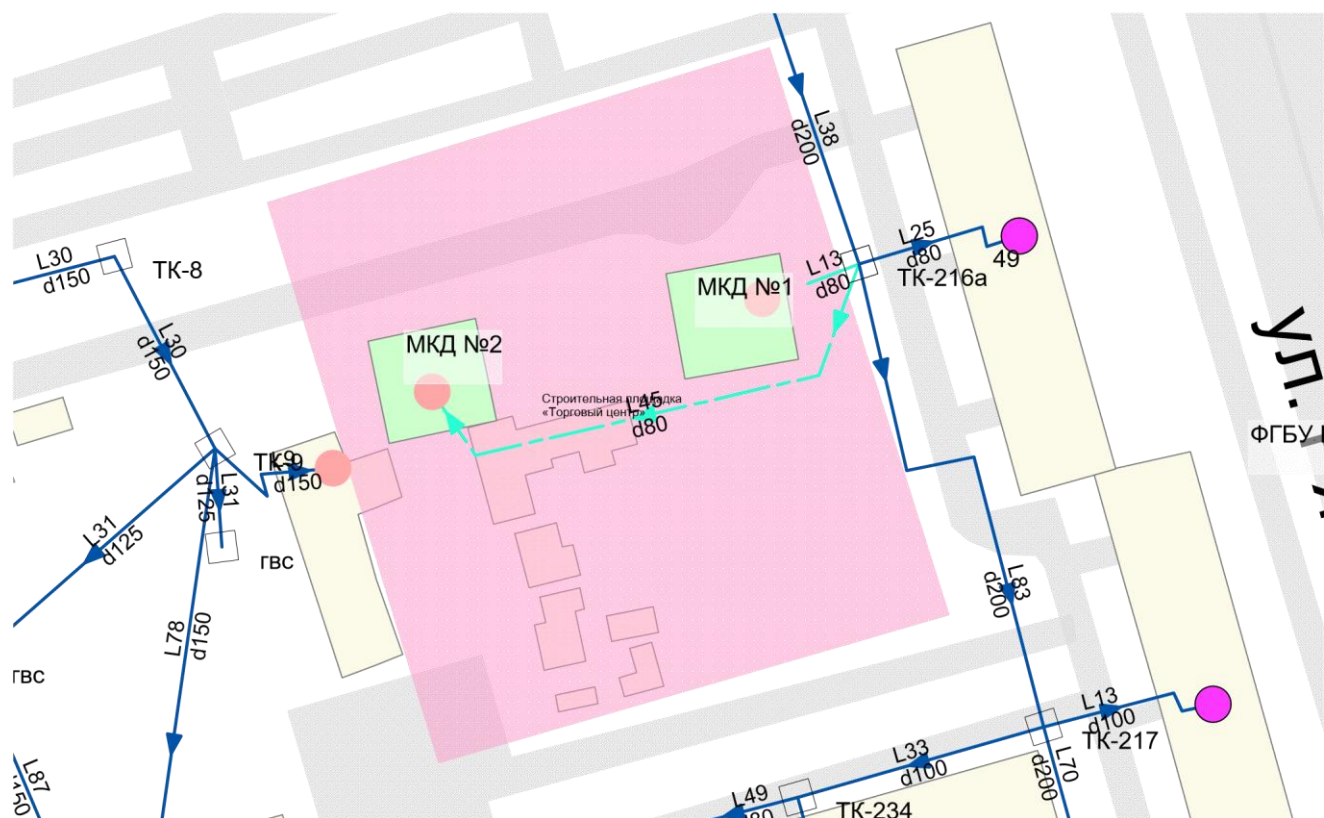 L38
d200
L30
d150
ТК-8
L25
d80
49
ТК-216а
L13
d80
МКД №1
L30
d150
МКД №2
Строительная площадка
«Торговый центр»
L45
d80
ул.
ФГБУ
ТК-9
L9
d150
L31
d125
L31
d125
гвс
L83
d200
L78
d150
гвс
L13
d100
ТК-217
L33
d100
L70
d200
L87
L49
ТК-234